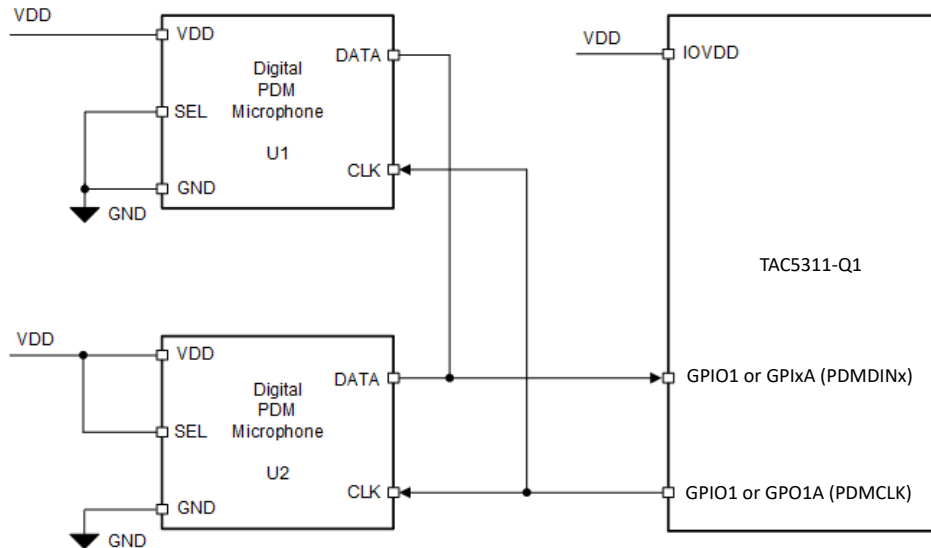 VDD
VDD
SEL
GND
GND
Digital
PDM
Microphone
U1
DATA
CLK
VDD
VDD
SEL
GND
GND
Digital
PDM
Microphone
U2
DATA
CLK
VDD
IOVDD
TAC5311-Q1
GPIO1 or GPIxA (PDMDINx)
GPIO1 or GPO1A (PDMCLK)